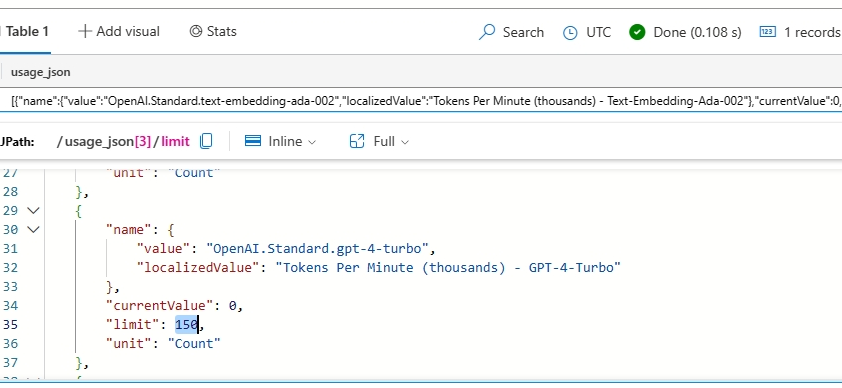 Table 1 Add visual Stats Search UTC Done (0.108 s) 123 1 records
usage_json
[{"name":{"value":"OpenAI.Standard.text-embedding-ada-002","localizedValue":"Tokens Per Minute (thousands) - Text-Embedding-Ada-002"},"currentValue":0,
JPath: /usage_json[3]/limit Inline Full
27 "unit": "Count"
28 },
29 {
30 "name": {
31 "value": "OpenAI.Standard.gpt-4-turbo",
32 "localizedValue": "Tokens Per Minute (thousands) - GPT-4-Turbo"
33 },
34 "currentValue": 0,
35 "limit": 150,
36 "unit": "Count"
37 },
38 {